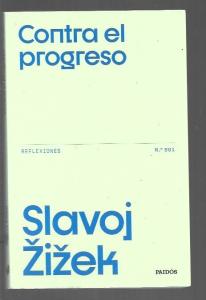 Contra el
progreso
REFLEXIONES N.º 001
Slavoj
Žižek
PAIDÓS